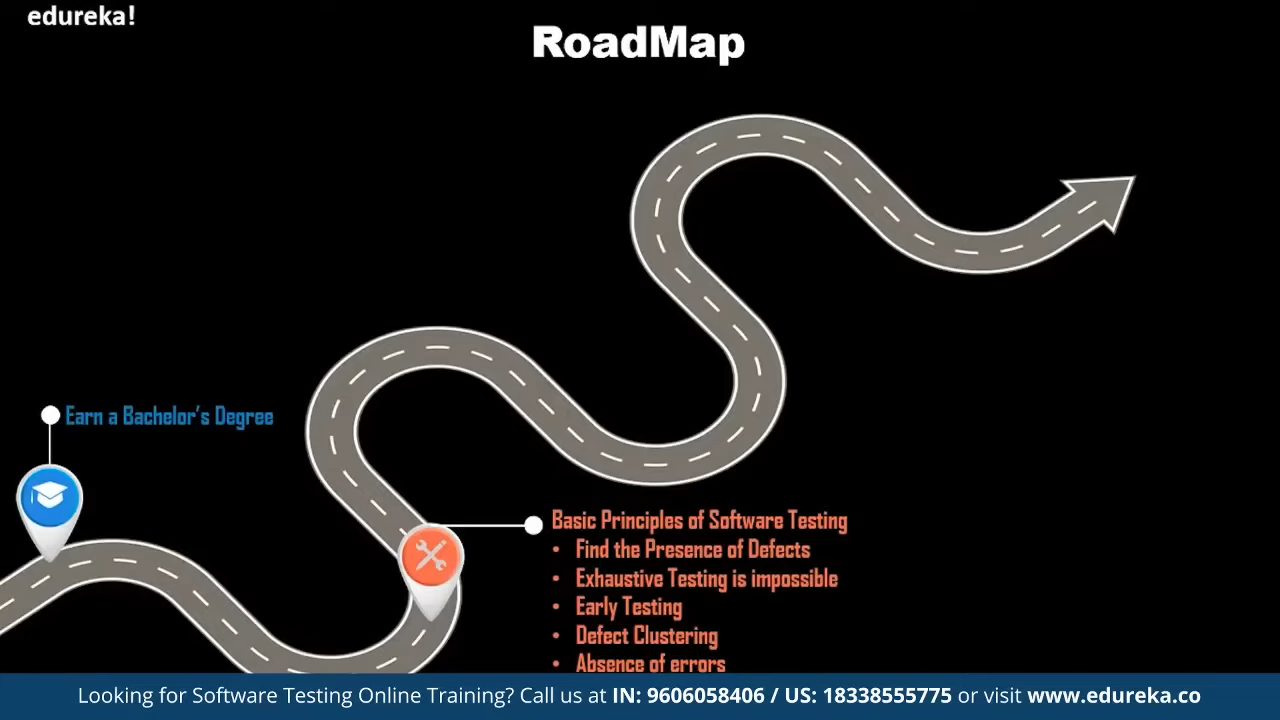 edureka!
RoadMap
Earn a Bachelor's Degree
Basic Principles of Software Testing
• Find the Presence of Defects
• Exhaustive Testing is impossible
• Early Testing
• Defect Clustering
• Absence of errors
Looking for Software Testing Online Training? Call us at IN: 9606058406 / US: 18338555775 or visit www.edureka.co